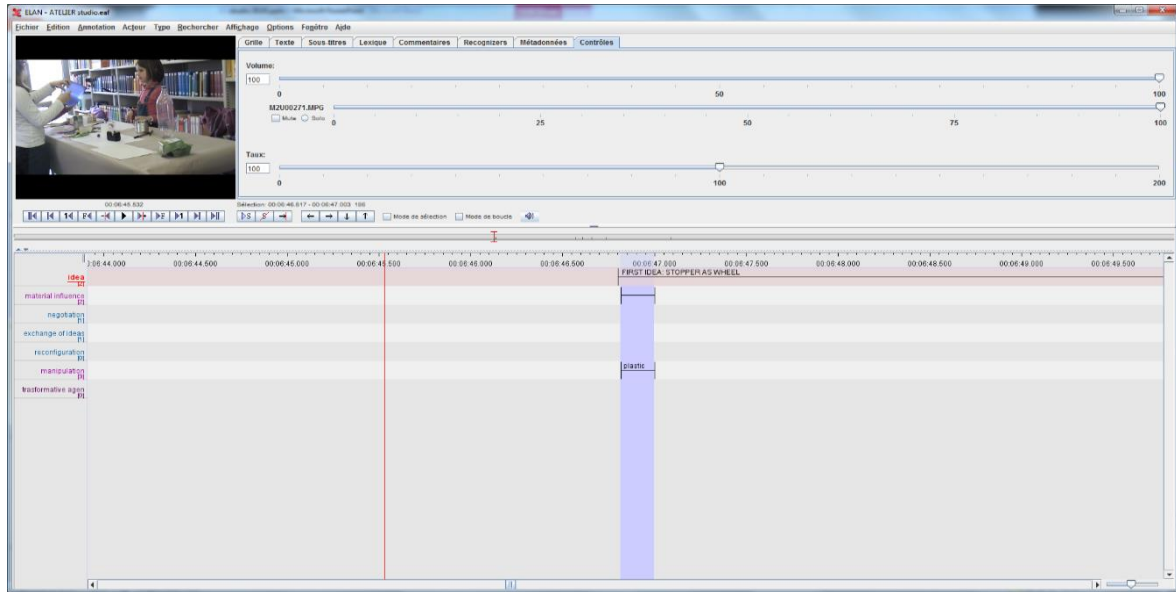 ELAN - ATELIER studio.eaf
Fichier Edition Annotation Acteur Type Rechercher Affichage Options Fenêtre Aide
Grille Texte Sous-titres Lexique Commentaires Recognizers Métadonnées Contrôles
Volume:
100
0 50 100
M2U00271.MPG
Mute Solo 0 25 50 75 100
Taux:
100
0 100 200
00:06:45.532
Sélection: 00:06:46.817 - 00:06:47.003 186
Mode de sélection Mode de boucle
00:06:44.500 00:06:45.000 00:06:45.500 00:06:46.000 00:06:46.500 00:06:47.000 00:06:47.500 00:06:48.000 00:06:48.500 00:06:49.000 00:06:49.500
idea
FIRST IDEA: STOPPER AS WHEEL
material influence
negotiation
exchange of ideas
reconfiguration
manipulation
plastic
trasformative agen